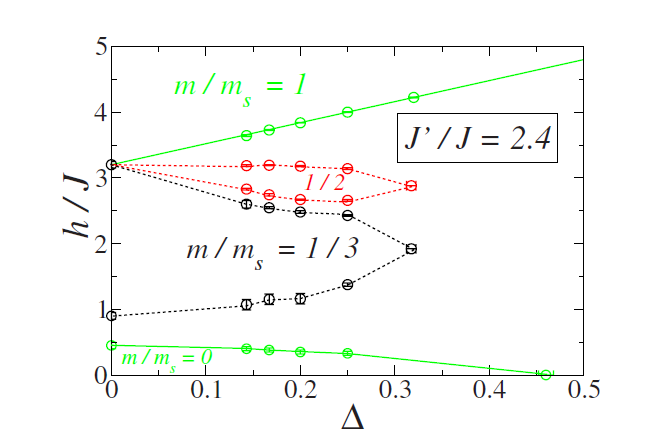 5
m / m_s = 1
4
J' / J = 2.4
3
1 / 2
h / J
2
m / m_s = 1 / 3
1
m / m_s = 0
0
0 0.1 0.2 0.3 0.4 0.5
Δ